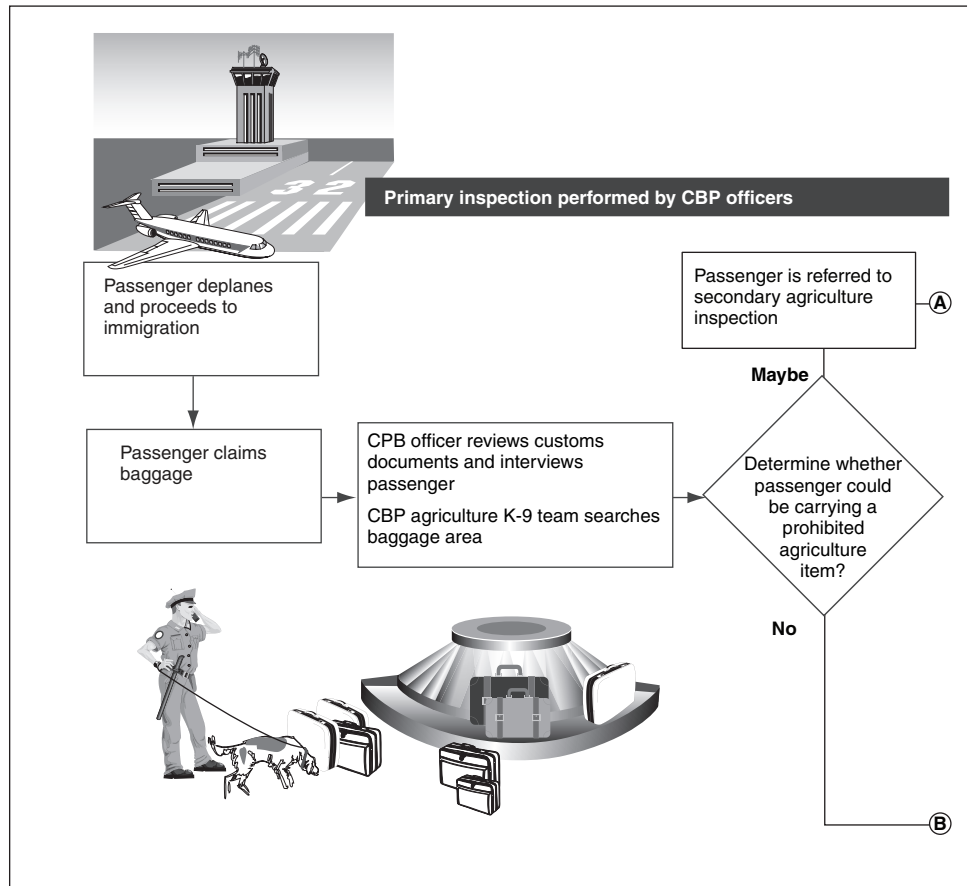 32
Primary inspection performed by CBP officers
Passenger deplanes
and proceeds to
immigration
Passenger claims
baggage
CPB officer reviews customs
documents and interviews
passenger
CBP agriculture K-9 team searches
baggage area
Determine whether
passenger could
be carrying a
prohibited
agriculture
item?
Maybe
Passenger is referred to
secondary agriculture
inspection
A
No
B